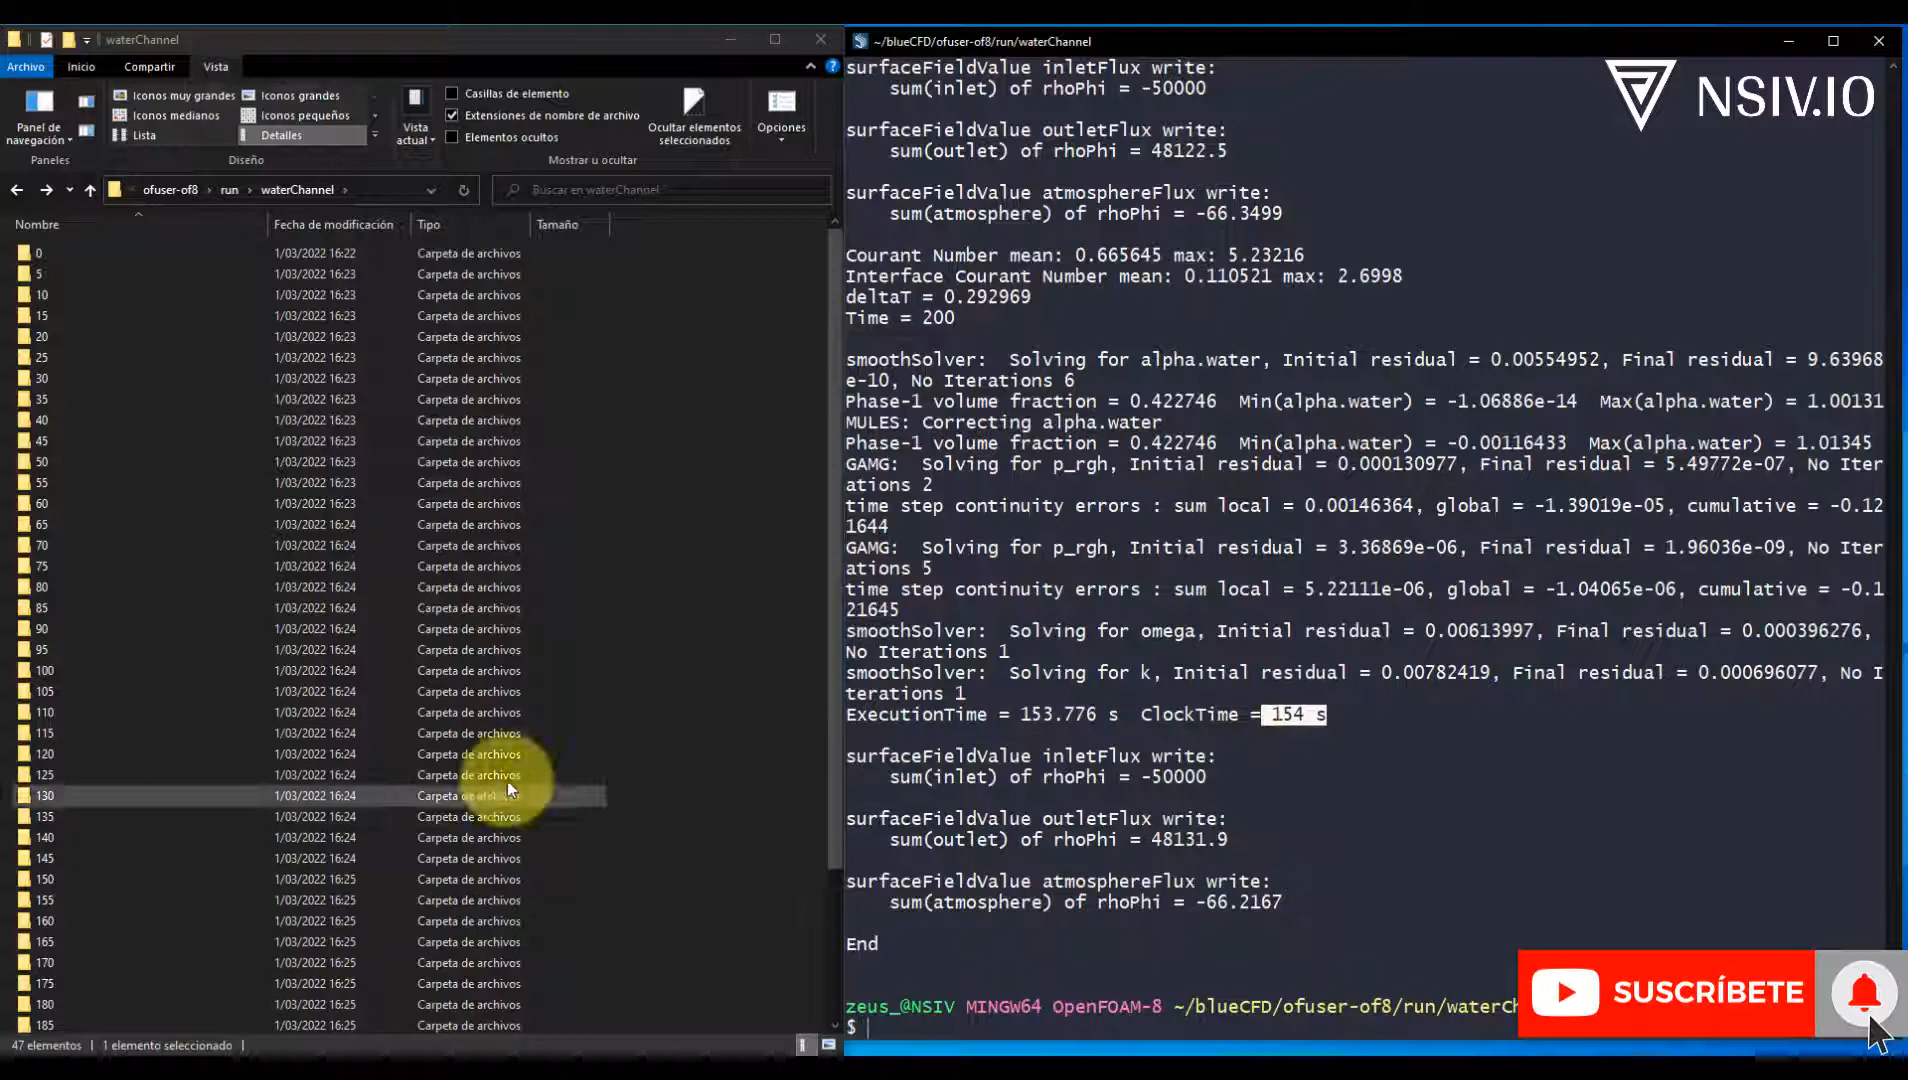 waterChannel
Archivo Inicio Compartir Vista
Iconos muy grandes Iconos grandes
Iconos medianos Iconos pequeños
Lista Detalles
Panel de navegación
Paneles
Diseño
Vista actual
Casillas de elemento
Extensiones de nombre de archivo
Elementos ocultos
Ocultar elementos seleccionados
Mostrar u ocultar
Opciones
ofuser-of8 run waterChannel
Buscar en waterChannel
Nombre Fecha de modificación Tipo Tamaño
0 1/03/2022 16:22 Carpeta de archivos
5 1/03/2022 16:23 Carpeta de archivos
10 1/03/2022 16:23 Carpeta de archivos
15 1/03/2022 16:23 Carpeta de archivos
20 1/03/2022 16:23 Carpeta de archivos
25 1/03/2022 16:23 Carpeta de archivos
30 1/03/2022 16:23 Carpeta de archivos
35 1/03/2022 16:23 Carpeta de archivos
40 1/03/2022 16:23 Carpeta de archivos
45 1/03/2022 16:23 Carpeta de archivos
50 1/03/2022 16:23 Carpeta de archivos
55 1/03/2022 16:23 Carpeta de archivos
60 1/03/2022 16:23 Carpeta de archivos
65 1/03/2022 16:24 Carpeta de archivos
70 1/03/2022 16:24 Carpeta de archivos
75 1/03/2022 16:24 Carpeta de archivos
80 1/03/2022 16:24 Carpeta de archivos
85 1/03/2022 16:24 Carpeta de archivos
90 1/03/2022 16:24 Carpeta de archivos
95 1/03/2022 16:24 Carpeta de archivos
100 1/03/2022 16:24 Carpeta de archivos
105 1/03/2022 16:24 Carpeta de archivos
110 1/03/2022 16:24 Carpeta de archivos
115 1/03/2022 16:24 Carpeta de archivos
120 1/03/2022 16:24 Carpeta de archivos
125 1/03/2022 16:24 Carpeta de archivos
130 1/03/2022 16:24 Carpeta
135 1/03/2022 16:24 Carpeta de archivos
140 1/03/2022 16:24 Carpeta de archivos
145 1/03/2022 16:24 Carpeta de archivos
150 1/03/2022 16:25 Carpeta de archivos
155 1/03/2022 16:25 Carpeta de archivos
160 1/03/2022 16:25 Carpeta de archivos
165 1/03/2022 16:25 Carpeta de archivos
170 1/03/2022 16:25 Carpeta de archivos
175 1/03/2022 16:25 Carpeta de archivos
180 1/03/2022 16:25 Carpeta de archivos
185 1/03/2022 16:25 Carpeta de archivos
47 elementos 1 elemento seleccionado
~/blueCFD/ofuser-of8/run/waterChannel
NSIV.IO
surfaceFieldValue inletFlux write:
sum(inlet) of rhoPhi = -50000
surfaceFieldValue outletFlux write:
sum(outlet) of rhoPhi = 48122.5
surfaceFieldValue atmosphereFlux write:
sum(atmosphere) of rhoPhi = -66.3499
Courant Number mean: 0.665645 max: 5.23216
Interface Courant Number mean: 0.110521 max: 2.6998
deltaT = 0.292969
Time = 200
smoothSolver:  Solving for alpha.water, Initial residual = 0.00554952, Final residual = 9.63968
e-10, No Iterations 6
Phase-1 volume fraction = 0.422746  Min(alpha.water) = -1.06886e-14  Max(alpha.water) = 1.00131
MULES: Correcting alpha.water
Phase-1 volume fraction = 0.422746  Min(alpha.water) = -0.00116433  Max(alpha.water) = 1.01345
GAMG:  Solving for p_rgh, Initial residual = 0.000130977, Final residual = 5.49772e-07, No Iter
ations 2
time step continuity errors : sum local = 0.00146364, global = -1.39019e-05, cumulative = -0.12
1644
GAMG:  Solving for p_rgh, Initial residual = 3.36869e-06, Final residual = 1.96036e-09, No Iter
ations 5
time step continuity errors : sum local = 5.22111e-06, global = -1.04065e-06, cumulative = -0.1
21645
smoothSolver:  Solving for omega, Initial residual = 0.00613997, Final residual = 0.000396276,
No Iterations 1
smoothSolver:  Solving for k, Initial residual = 0.00782419, Final residual = 0.000696077, No I
terations 1
ExecutionTime = 153.776 s  ClockTime = 154 s
surfaceFieldValue inletFlux write:
sum(inlet) of rhoPhi = -50000
surfaceFieldValue outletFlux write:
sum(outlet) of rhoPhi = 48131.9
surfaceFieldValue atmosphereFlux write:
sum(atmosphere) of rhoPhi = -66.2167
End
zeus_@NSIV MINGW64 OpenFOAM-8 ~/blueCFD/ofuser-of8/run/waterCh
$
SUSCRÍBETE